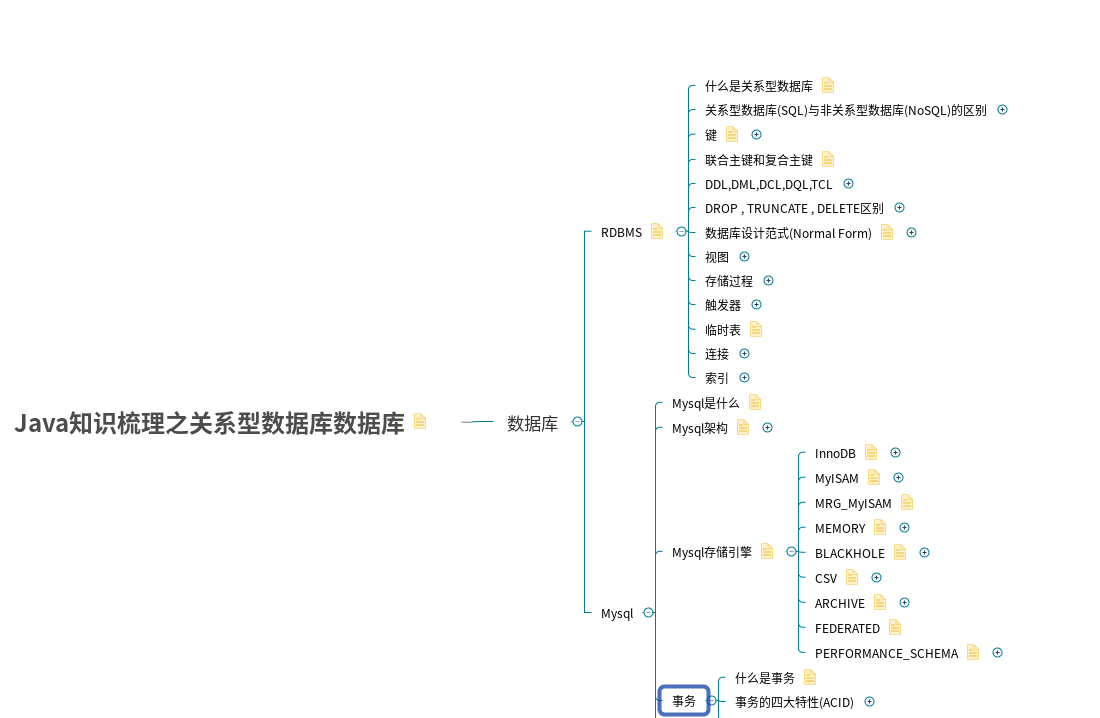 Java知识梳理之关系型数据库数据库
数据库
RDBMS
什么是关系型数据库
关系型数据库(SQL)与非关系型数据库(NoSQL)的区别
键
联合主键和复合主键
DDL,DML,DCL,DQL,TCL
DROP , TRUNCATE , DELETE区别
数据库设计范式(Normal Form)
视图
存储过程
触发器
临时表
连接
索引
Mysql
Mysql是什么
Mysql架构
Mysql存储引擎
InnoDB
MyISAM
MRG_MyISAM
MEMORY
BLACKHOLE
CSV
ARCHIVE
FEDERATED
PERFORMANCE_SCHEMA
事务
什么是事务
事务的四大特性(ACID)